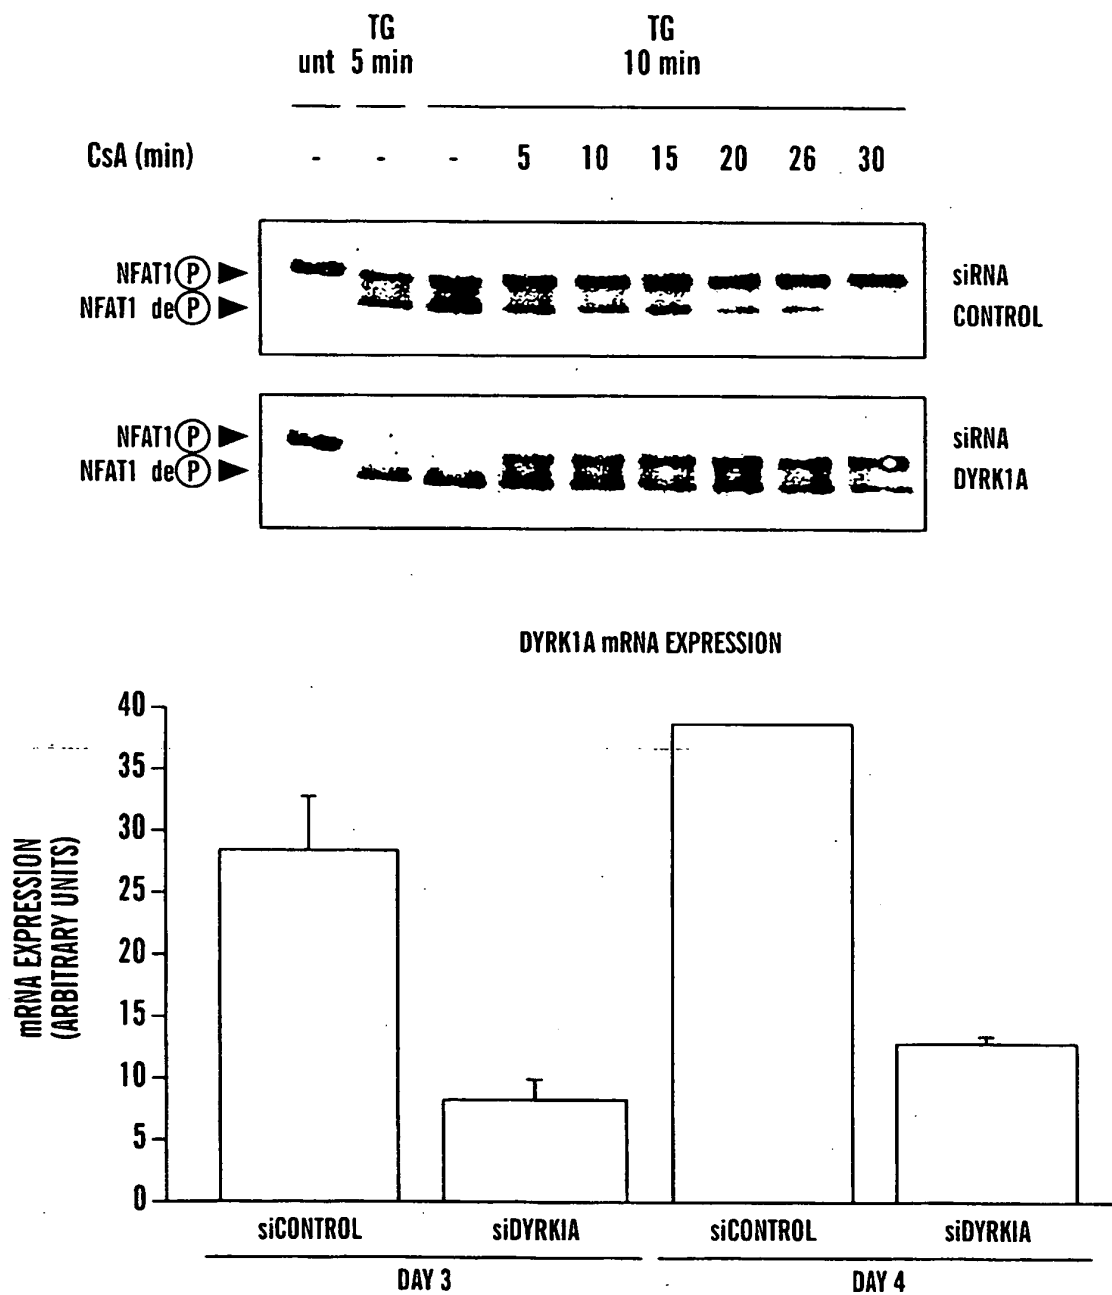 TG TG
unt 5 min 10 min
CsA (min) - - - 5 10 15 20 26 30
NFAT1 P siRNA
NFAT1 de P CONTROL
NFAT1 P siRNA
NFAT1 de P DYRK1A
DYRK1A mRNA EXPRESSION
mRNA EXPRESSION
(ARBITRARY UNITS)
40
35
30
25
20
15
10
5
0
siCONTROL siDYRKIA siCONTROL siDYRKIA
DAY 3 DAY 4